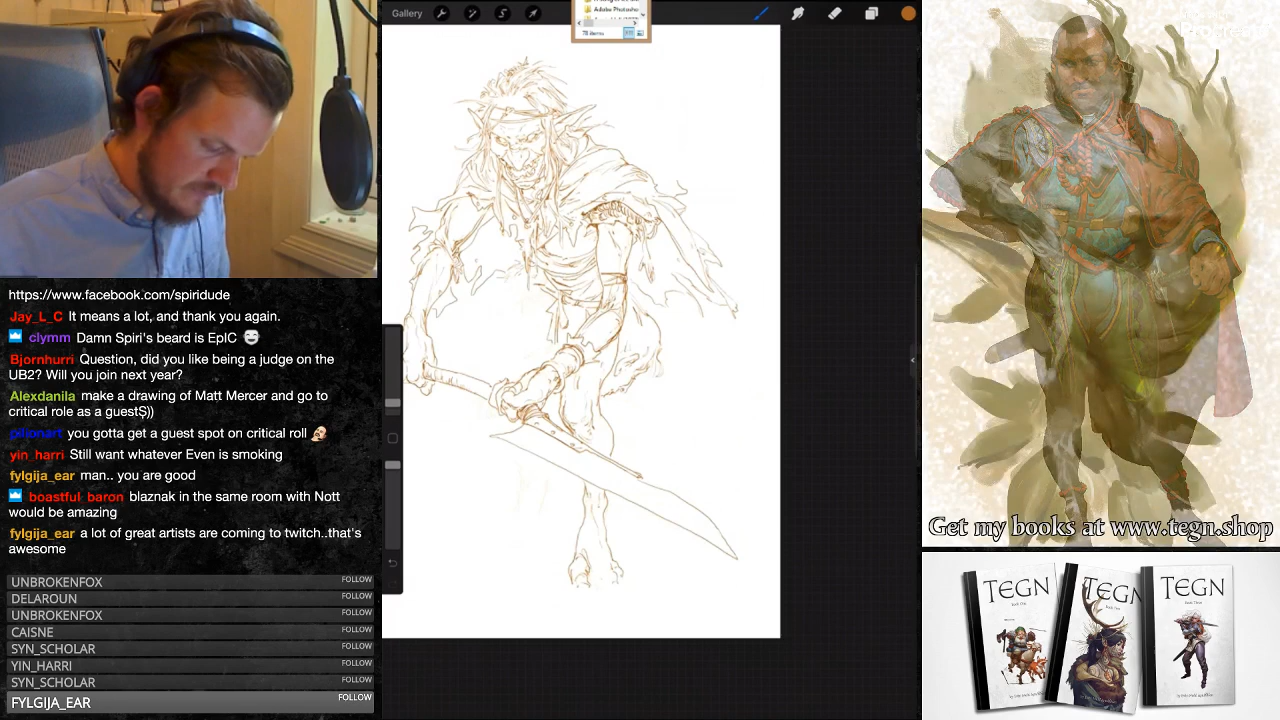 Gallery
Adobe Photosho
78 items
https://www.facebook.com/spiridude
Jay_L_C It means a lot, and thank you again.
clymm Damn Spiri's beard is EpIC
Bjornhurri Question, did you like being a judge on the
UB2? Will you join next year?
Alexdanila make a drawing of Matt Mercer and go to
critical role as a guestŞ))
you gotta get a guest spot on critical roll
yin_harri Still want whatever Even is smoking
fylgija_ear man.. you are good
boastful_baron blaznak in the same room with Nott
would be amazing
fylgija_ear a lot of great artists are coming to twitch..that's
awesome
UNBROKENFOX FOLLOW
DELAROUN FOLLOW
UNBROKENFOX FOLLOW
CAISNE FOLLOW
SYN_SCHOLAR FOLLOW
YIN_HARRI FOLLOW
SYN_SCHOLAR FOLLOW
FYLGIJA_EAR FOLLOW
Get my books at www.tegn.shop
TEGN
TEGN
TEGN